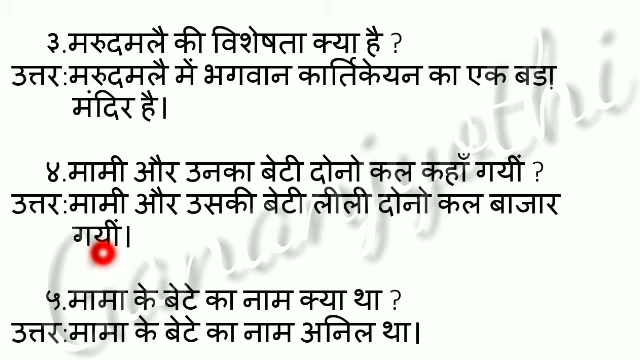 ३.मरुदमलै की विशेषता क्या है ?
उत्तर:मरुदमलै में भगवान कार्तिकेयन का एक बडा़
मंदिर है।
४.मामी और उनका बेटी दोनो कल कहाँ गयीं ?
उत्तर:मामी और उसकी बेटी लीली दोनो कल बाजार
गयीं।
५.मामा के बेटे का नाम क्या था ?
उत्तर:मामा के बेटे का नाम अनिल था।
Gananjyothi